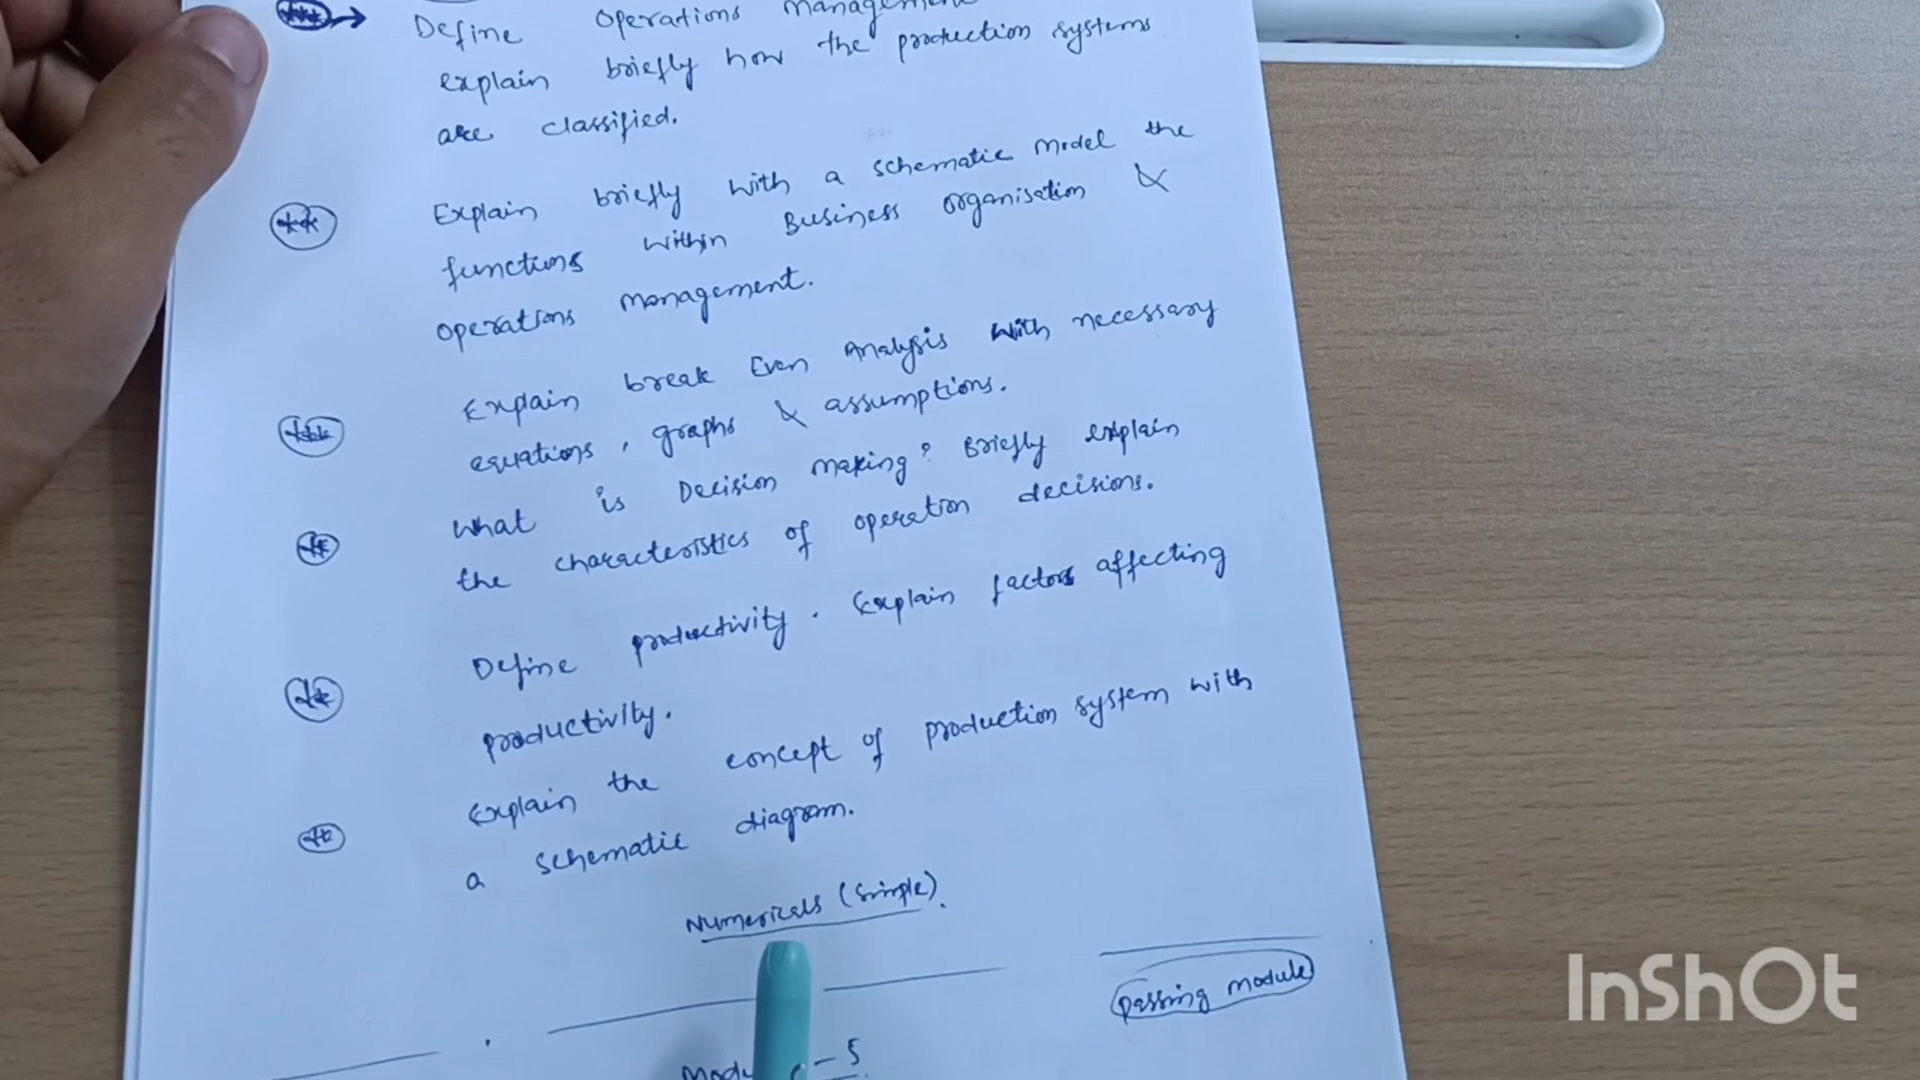 *** → Define Operations Management
explain briefly how the production systems
are classified.
** Explain briefly with a schematic model the
functions within Business organisation &
operations management.
*** Explain break Even Analysis with necessary
equations, graphs & assumptions.
** What is Decision making? Briefly explain
the characteristics of operation decisions.
** Define productivity. Explain factors affecting
productivity.
** Explain the concept of production system with
a schematic diagram.
Numericals (simple).
passing module
- 5
InShOt